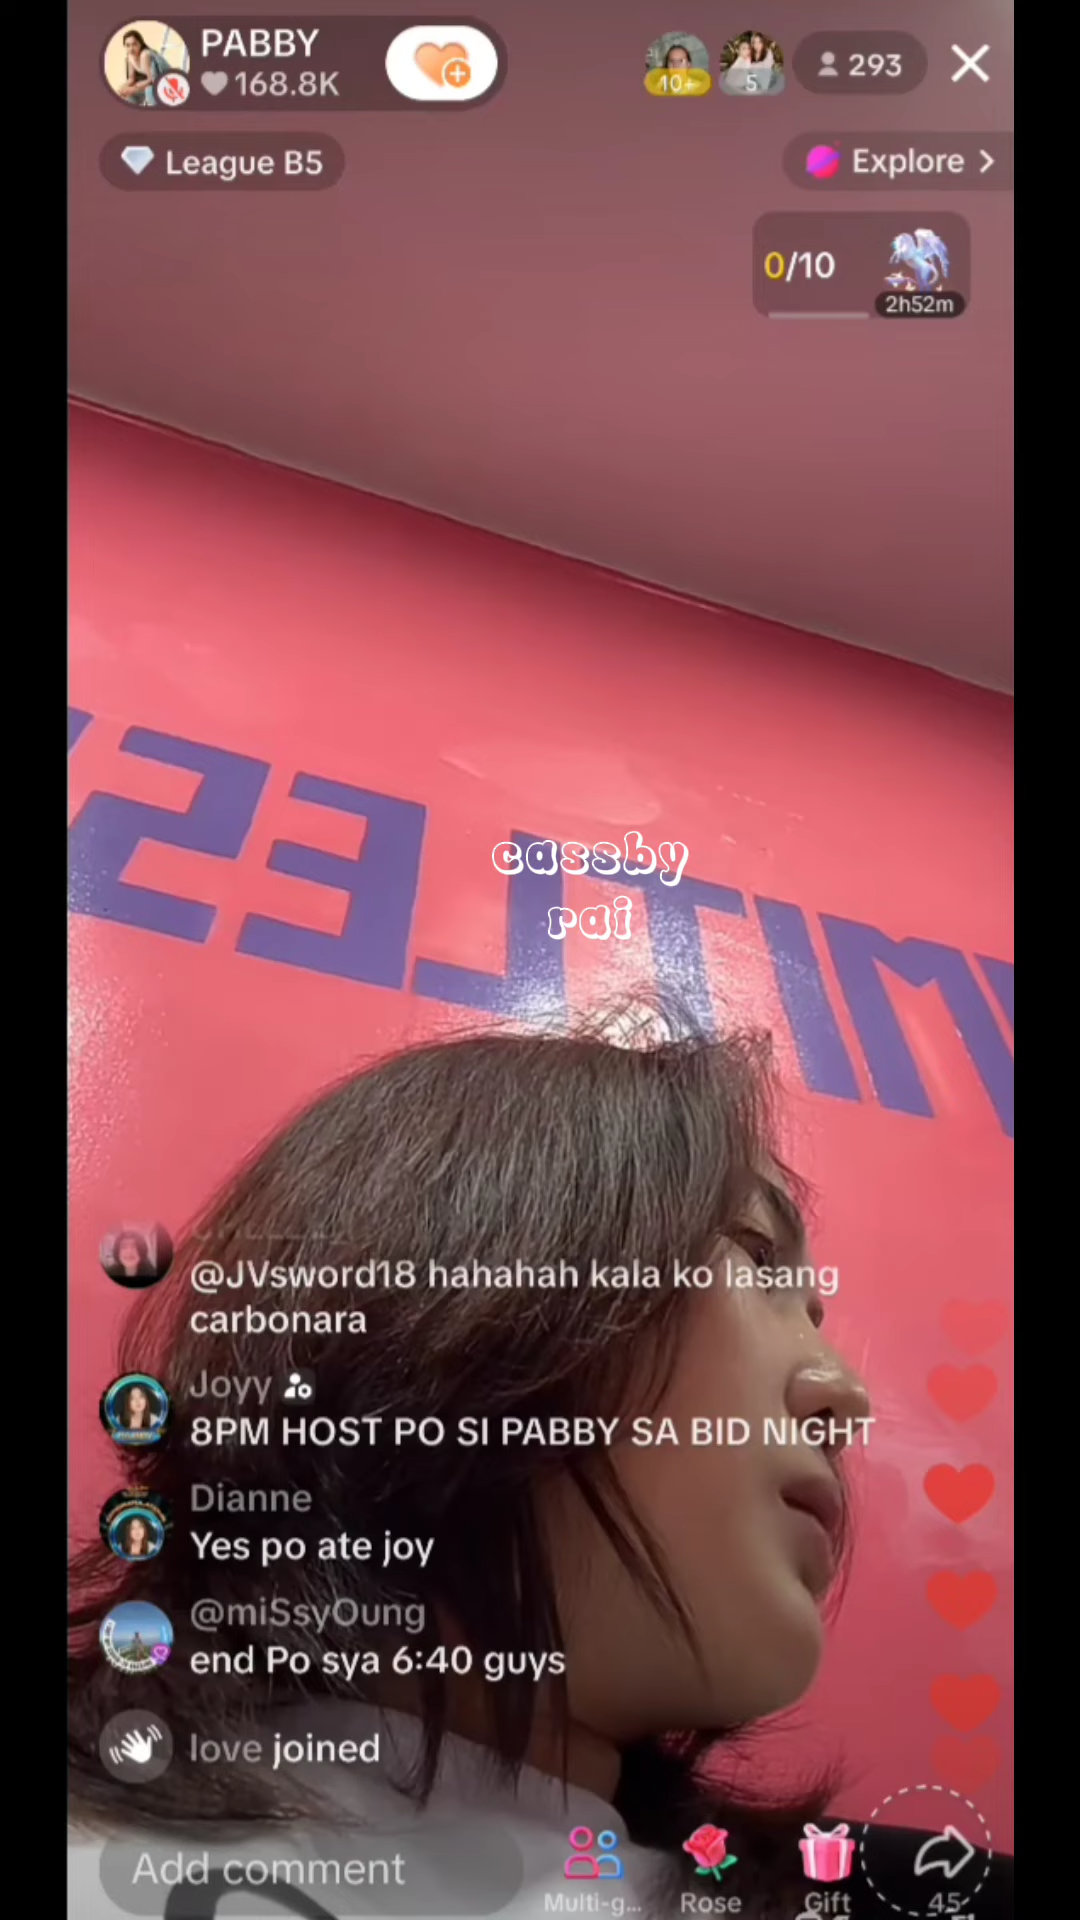 PABBY
168.8K
10+
5
293
League B5
Explore >
0/10
2h52m
cassby
rai
@JVsword18 hahahah kala ko lasang
carbonara
Joyy
8PM HOST PO SI PABBY SA BID NIGHT
Dianne
Yes po ate joy
@miSsyOung
end Po sya 6:40 guys
love joined
Add comment
Multi-g...
Rose
Gift
45